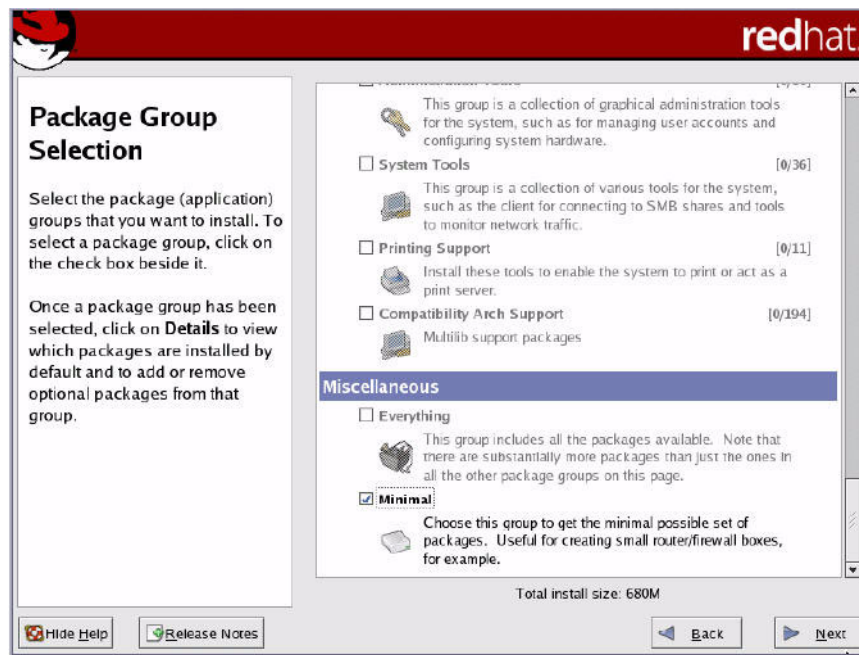 redhat.
Package Group
Selection
Select the package (application)
groups that you want to install. To
select a package group, click on
the check box beside it.
Once a package group has been
selected, click on Details to view
which packages are installed by
default and to add or remove
optional packages from that
group.
This group is a collection of graphical administration tools
for the system, such as for managing user accounts and
configuring system hardware.
System Tools [0/36]
This group is a collection of various tools for the system,
such as the client for connecting to SMB shares and tools
to monitor network traffic.
Printing Support [0/11]
Install these tools to enable the system to print or act as a
print server.
Compatibility Arch Support [0/194]
Multilib support packages
Miscellaneous
Everything
This group includes all the packages available. Note that
there are substantially more packages than just the ones in
all the other package groups on this page.
Minimal
Choose this group to get the minimal possible set of
packages. Useful for creating small router/firewall boxes,
for example.
Total install size: 680M
Hide Help
Release Notes
Back
Next